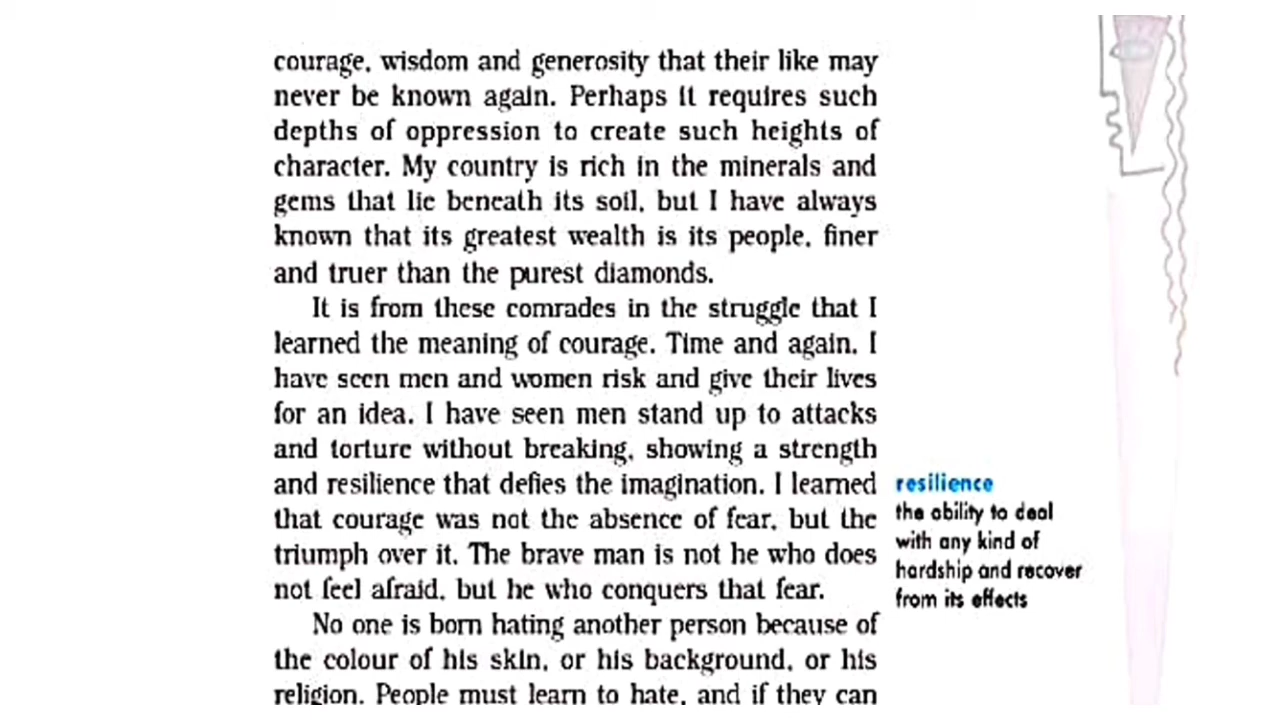 courage, wisdom and generosity that their like may
never be known again. Perhaps it requires such
depths of oppression to create such heights of
character. My country is rich in the minerals and
gems that lie beneath its soil, but I have always
known that its greatest wealth is its people, finer
and truer than the purest diamonds.
It is from these comrades in the struggle that I
learned the meaning of courage. Time and again, I
have seen men and women risk and give their lives
for an idea. I have seen men stand up to attacks
and torture without breaking, showing a strength
and resilience that defies the imagination. I learned
that courage was not the absence of fear, but the
triumph over it. The brave man is not he who does
not feel afraid, but he who conquers that fear.
No one is born hating another person because of
the colour of his skin, or his background, or his
religion. People must learn to hate, and if they can
resilience
the ability to deal
with any kind of
hardship and recover
from its effects